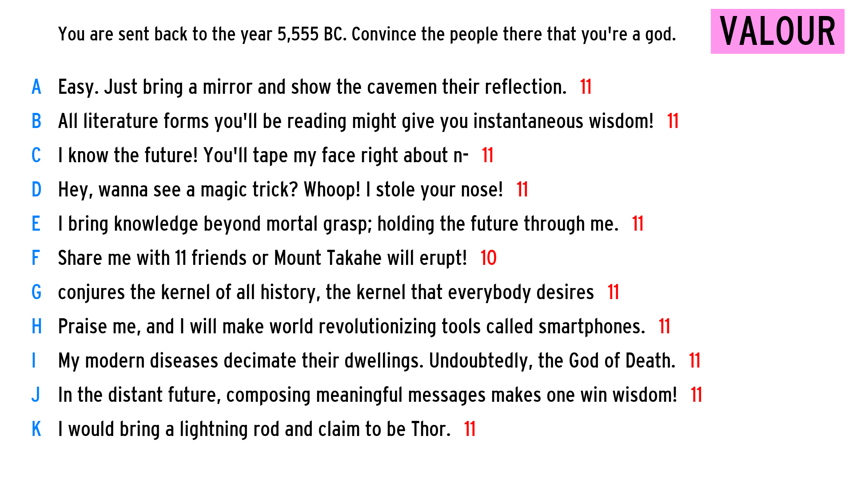 You are sent back to the year 5,555 BC. Convince the people there that you're a god. VALOUR
A Easy. Just bring a mirror and show the cavemen their reflection. 11
B All literature forms you'll be reading might give you instantaneous wisdom! 11
C I know the future! You'll tape my face right about n- 11
D Hey, wanna see a magic trick? Whoop! I stole your nose! 11
E I bring knowledge beyond mortal grasp; holding the future through me. 11
F Share me with 11 friends or Mount Takahe will erupt! 10
G conjures the kernel of all history, the kernel that everybody desires 11
H Praise me, and I will make world revolutionizing tools called smartphones. 11
I My modern diseases decimate their dwellings. Undoubtedly, the God of Death. 11
J In the distant future, composing meaningful messages makes one win wisdom! 11
K I would bring a lightning rod and claim to be Thor. 11